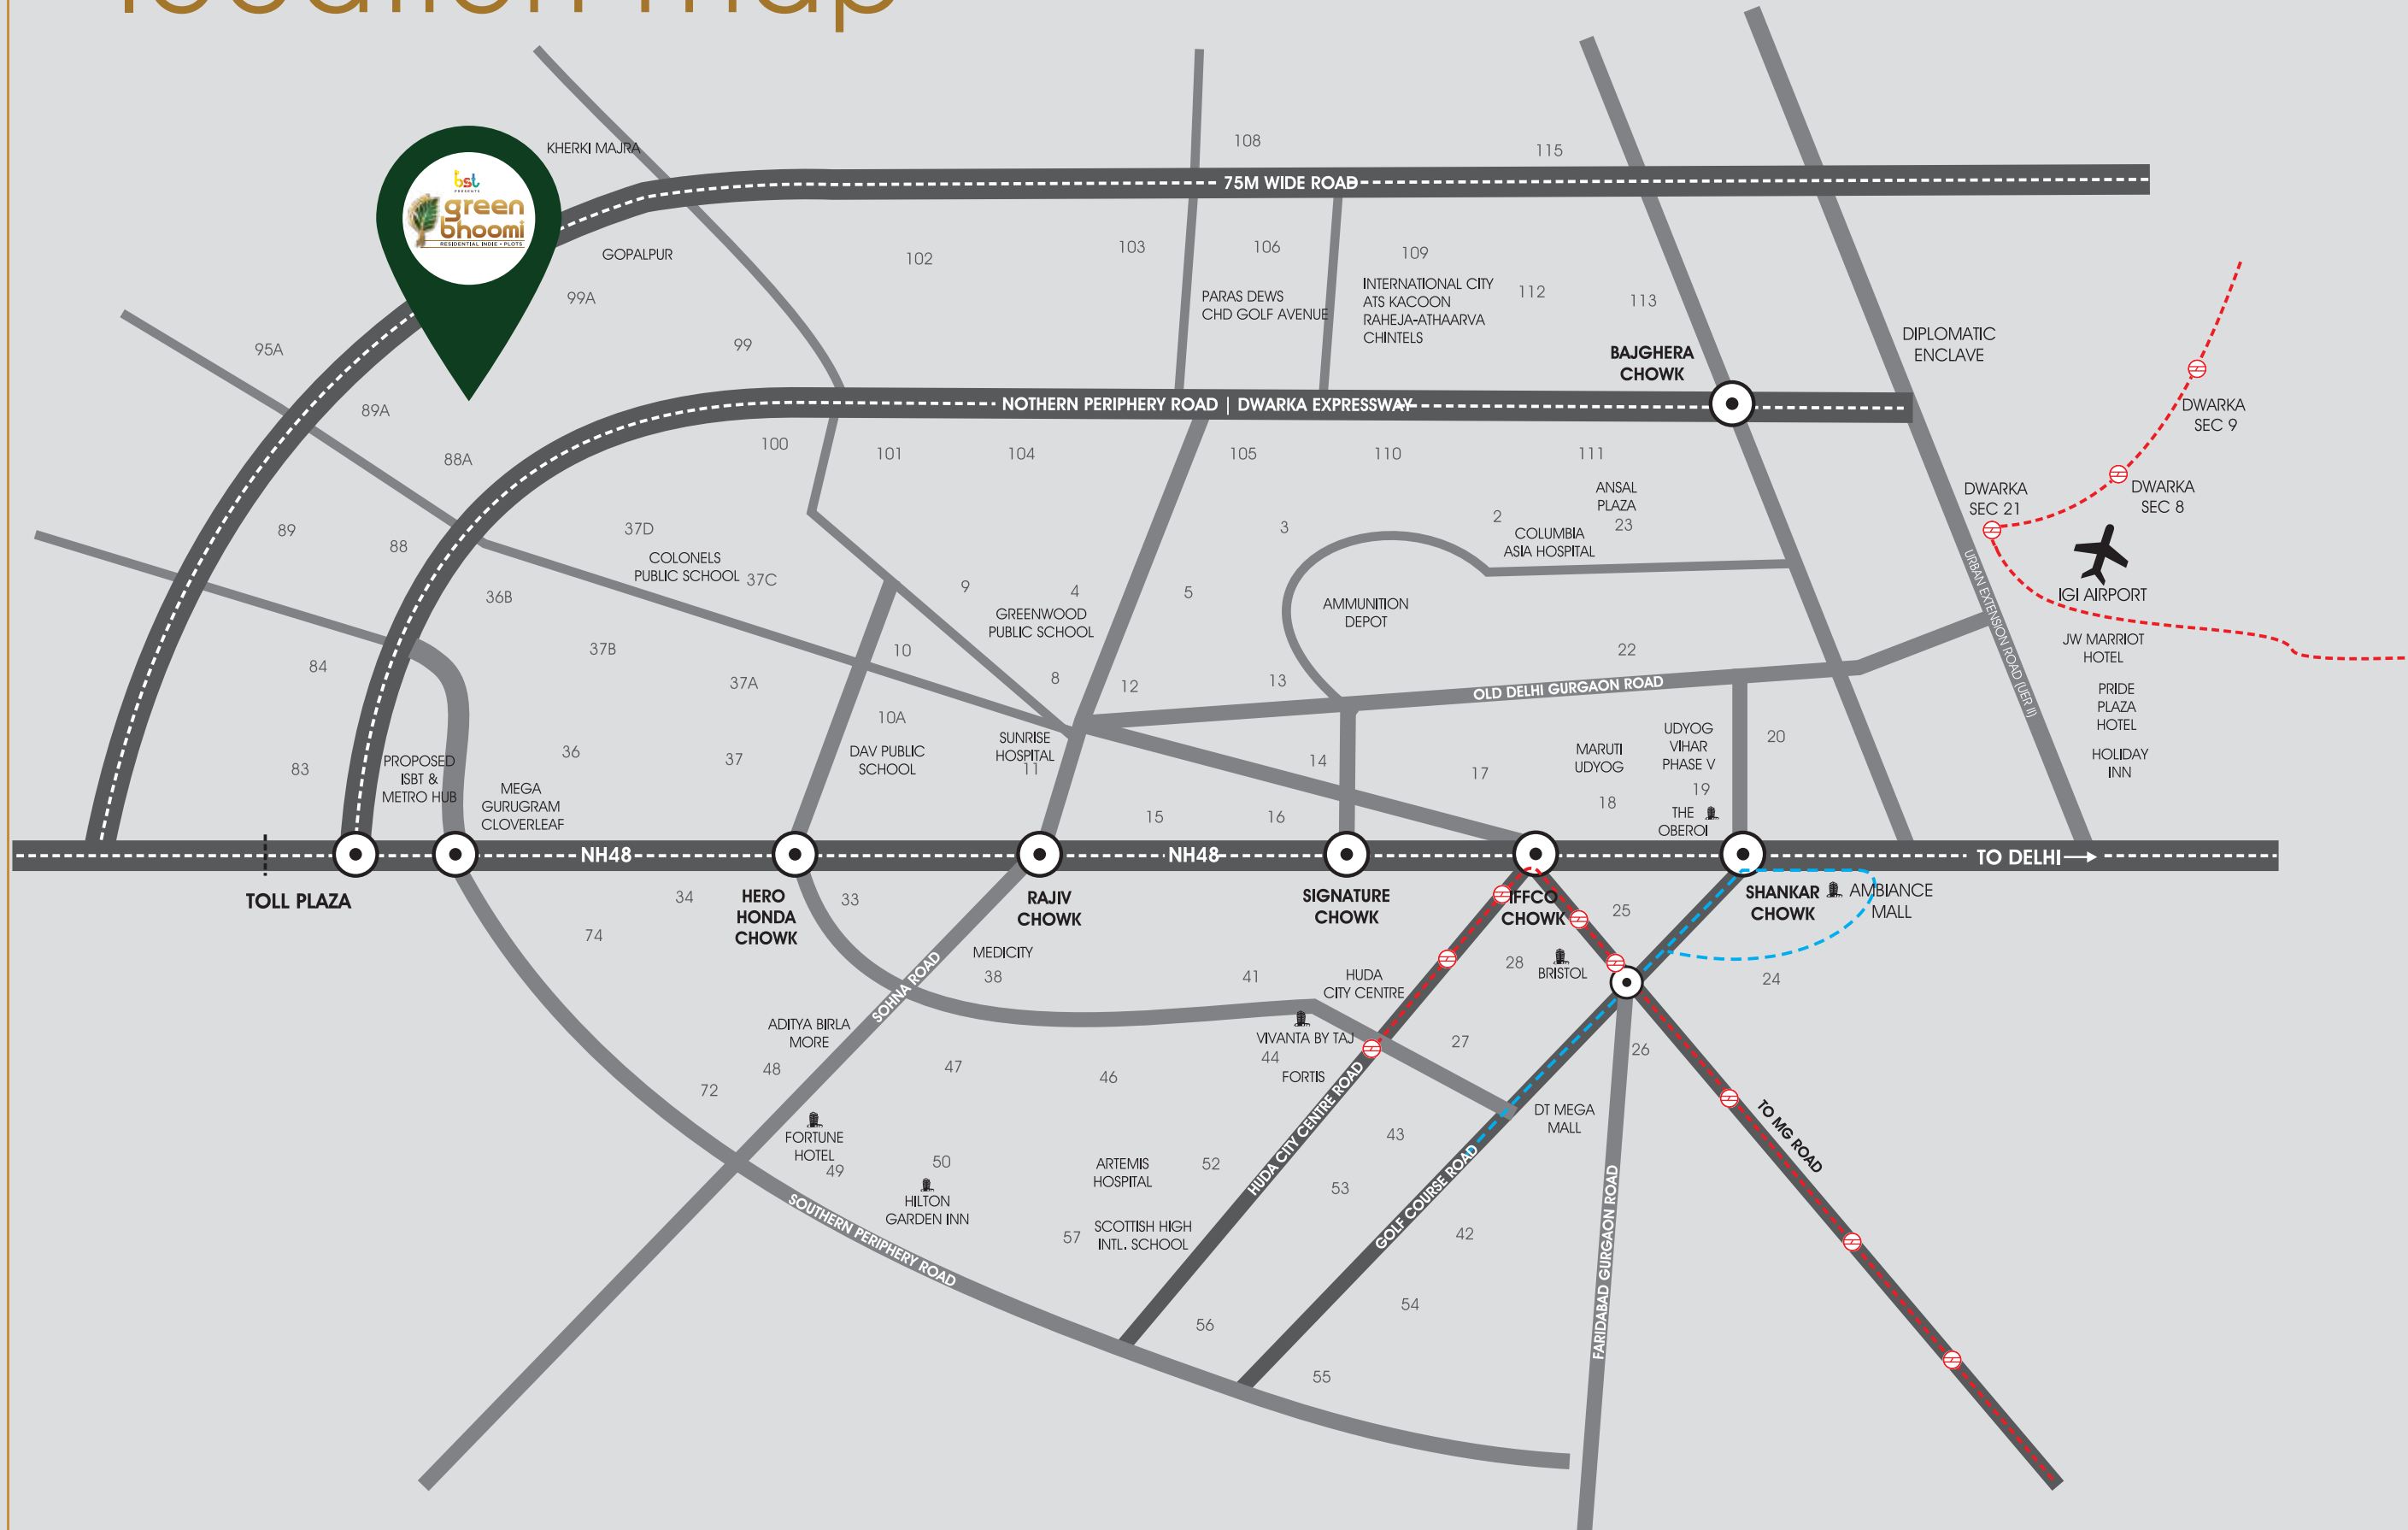 location map
KHERKI MAJRA
108
115
75M WIDE ROAD
bst
PRESENTS
green
bhoomi
RESIDENTIAL INDIE • PLOTS
GOPALPUR
99A
102
103
106
109
INTERNATIONAL CITY
ATS KACOON
RAHEJA-ATHAARVA
CHINTELS
112
113
PARAS DEWS
CHD GOLF AVENUE
95A
99
BAJGHERA
CHOWK
DIPLOMATIC
ENCLAVE
89A
NOTHERN PERIPHERY ROAD | DWARKA EXPRESSWAY
DWARKA
SEC 9
88A
100
101
104
105
110
111
ANSAL
PLAZA
23
DWARKA
SEC 21
DWARKA
SEC 8
89
88
37D
COLONELS
PUBLIC SCHOOL
37C
3
2
COLUMBIA
ASIA HOSPITAL
36B
9
4
5
GREENWOOD
PUBLIC SCHOOL
AMMUNITION
DEPOT
URBAN EXTENSION ROAD (UER II)
IGI AIRPORT
84
37B
10
22
JW MARRIOT
HOTEL
37A
8
12
13
OLD DELHI GURGAON ROAD
PRIDE
PLAZA
HOTEL
10A
DAV PUBLIC
SCHOOL
SUNRISE
HOSPITAL
11
83
PROPOSED
ISBT &
METRO HUB
36
37
14
17
MARUTI
UDYOG
UDYOG
VIHAR
PHASE V
20
HOLIDAY
INN
MEGA
GURUGRAM
CLOVERLEAF
15
16
18
19
THE
OBEROI
NH48
NH48
TO DELHI
TOLL PLAZA
34
HERO
HONDA
CHOWK
33
RAJIV
CHOWK
SIGNATURE
CHOWK
IFFCO
CHOWK
25
SHANKAR
CHOWK
AMBIANCE
MALL
74
MEDICITY
38
41
HUDA
CITY CENTRE
28
BRISTOL
24
SOHNA ROAD
ADITYA BIRLA
MORE
48
VIVANTA BY TAJ
44
FORTIS
27
26
72
47
46
FORTUNE
HOTEL
49
HUDA CITY CENTRE ROAD
43
DT MEGA
MALL
TO MG ROAD
50
HILTON
GARDEN INN
ARTEMIS
HOSPITAL
52
53
GOLF COURSE ROAD
FARIDABAD GURGAON ROAD
SOUTHERN PERIPHERY ROAD
57
SCOTTISH HIGH
INTL. SCHOOL
42
54
56
55